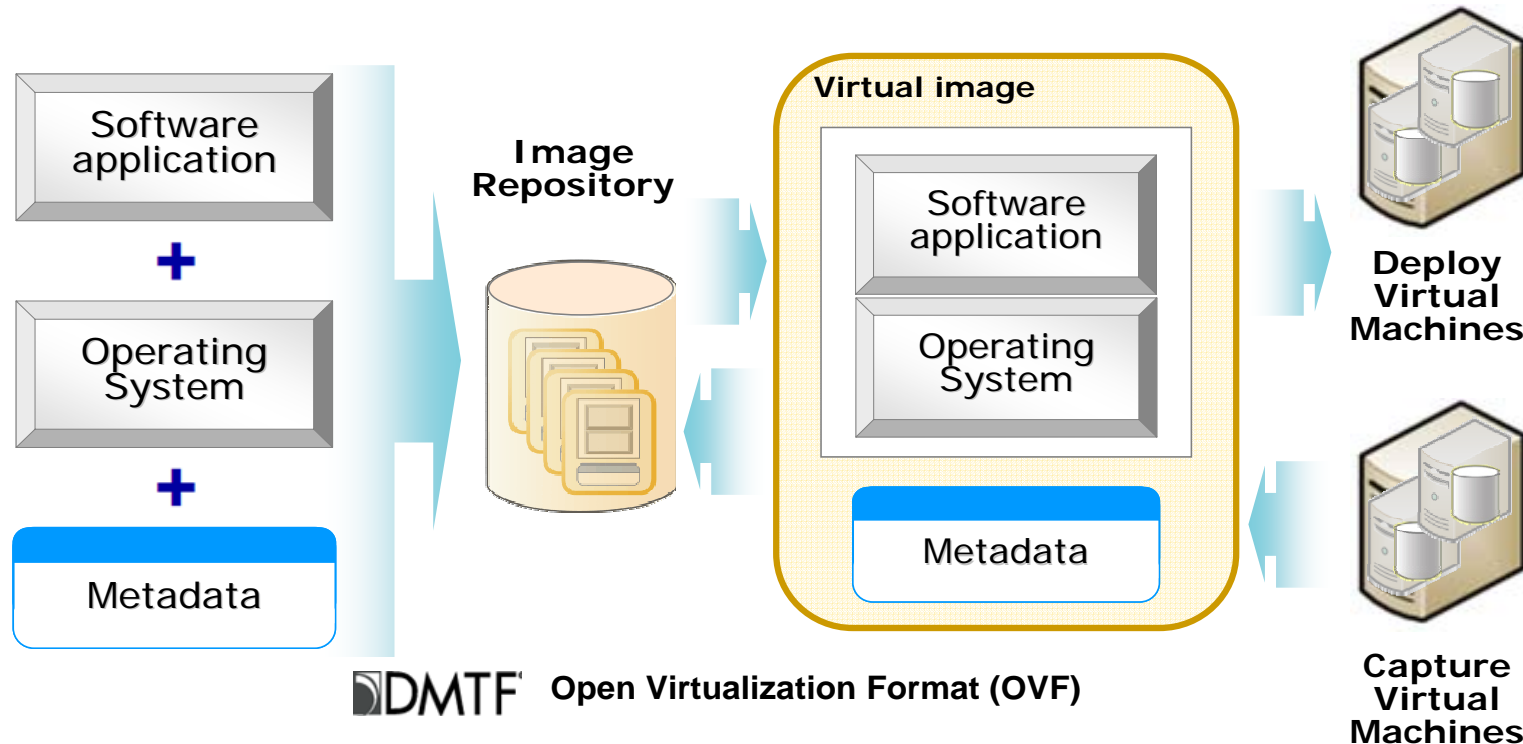 Software
application
+
Operating
System
+
Metadata
Image
Repository
Virtual image
Software
application
Operating
System
Metadata
Deploy
Virtual
Machines
Capture
Virtual
Machines
DMTF
Open Virtualization Format (OVF)